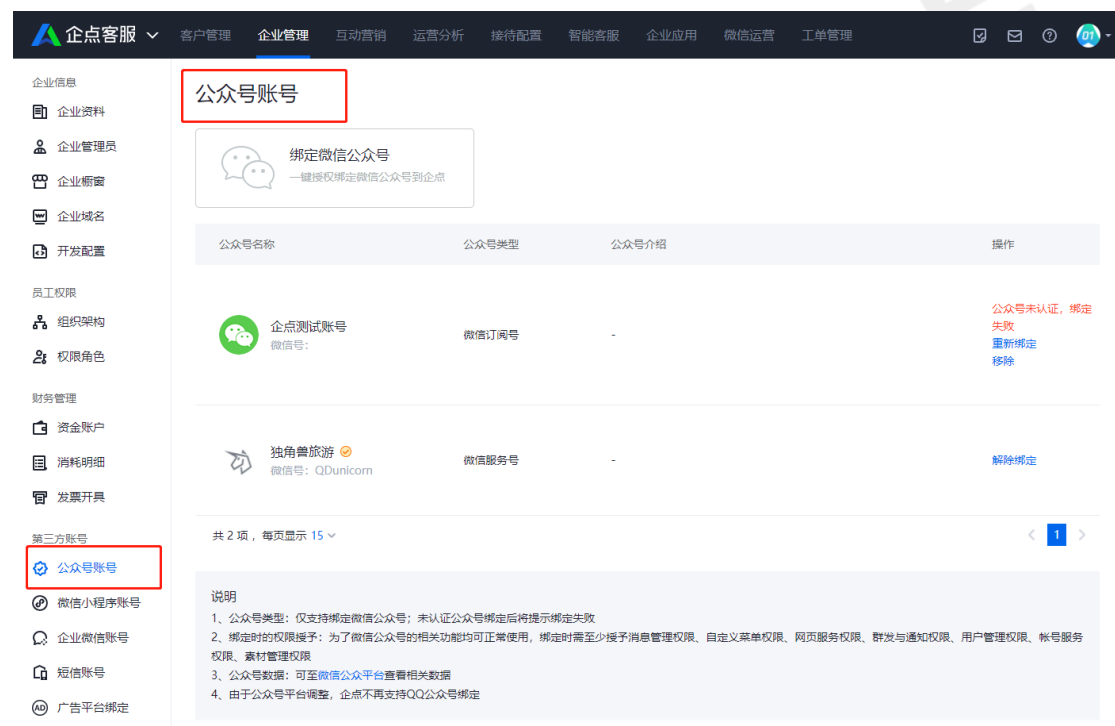 企点客服 客户管理 企业管理 互动营销 运营分析 接待配置 智能客服 企业应用 微信运营 工单管理
企业信息
企业资料
企业管理员
企业橱窗
企业域名
开发配置
员工权限
组织架构
权限角色
财务管理
资金账户
消耗明细
发票开具
第三方账号
公众号账号
微信小程序账号
企业微信账号
短信账号
AD 广告平台绑定
公众号账号
绑定微信公众号
一键授权绑定微信公众号到企点
公众号名称 公众号类型 公众号介绍 操作
企点测试账号
微信号：
微信订阅号
-
公众号未认证，绑定
失败
重新绑定
移除
独角兽旅游
微信号：QDunicorn
微信服务号
-
解除绑定
共 2 项 ，每页显示 15
1
说明
1、公众号类型：仅支持绑定微信公众号；未认证公众号绑定后将提示绑定失败
2、绑定时的权限授予：为了微信公众号的相关功能均可正常使用，绑定时需至少授予消息管理权限、自定义菜单权限、网页服务权限、群发与通知权限、用户管理权限、帐号服务
权限、素材管理权限
3、公众号数据：可至微信公众平台查看相关数据
4、由于公众号平台调整，企点不再支持QQ公众号绑定